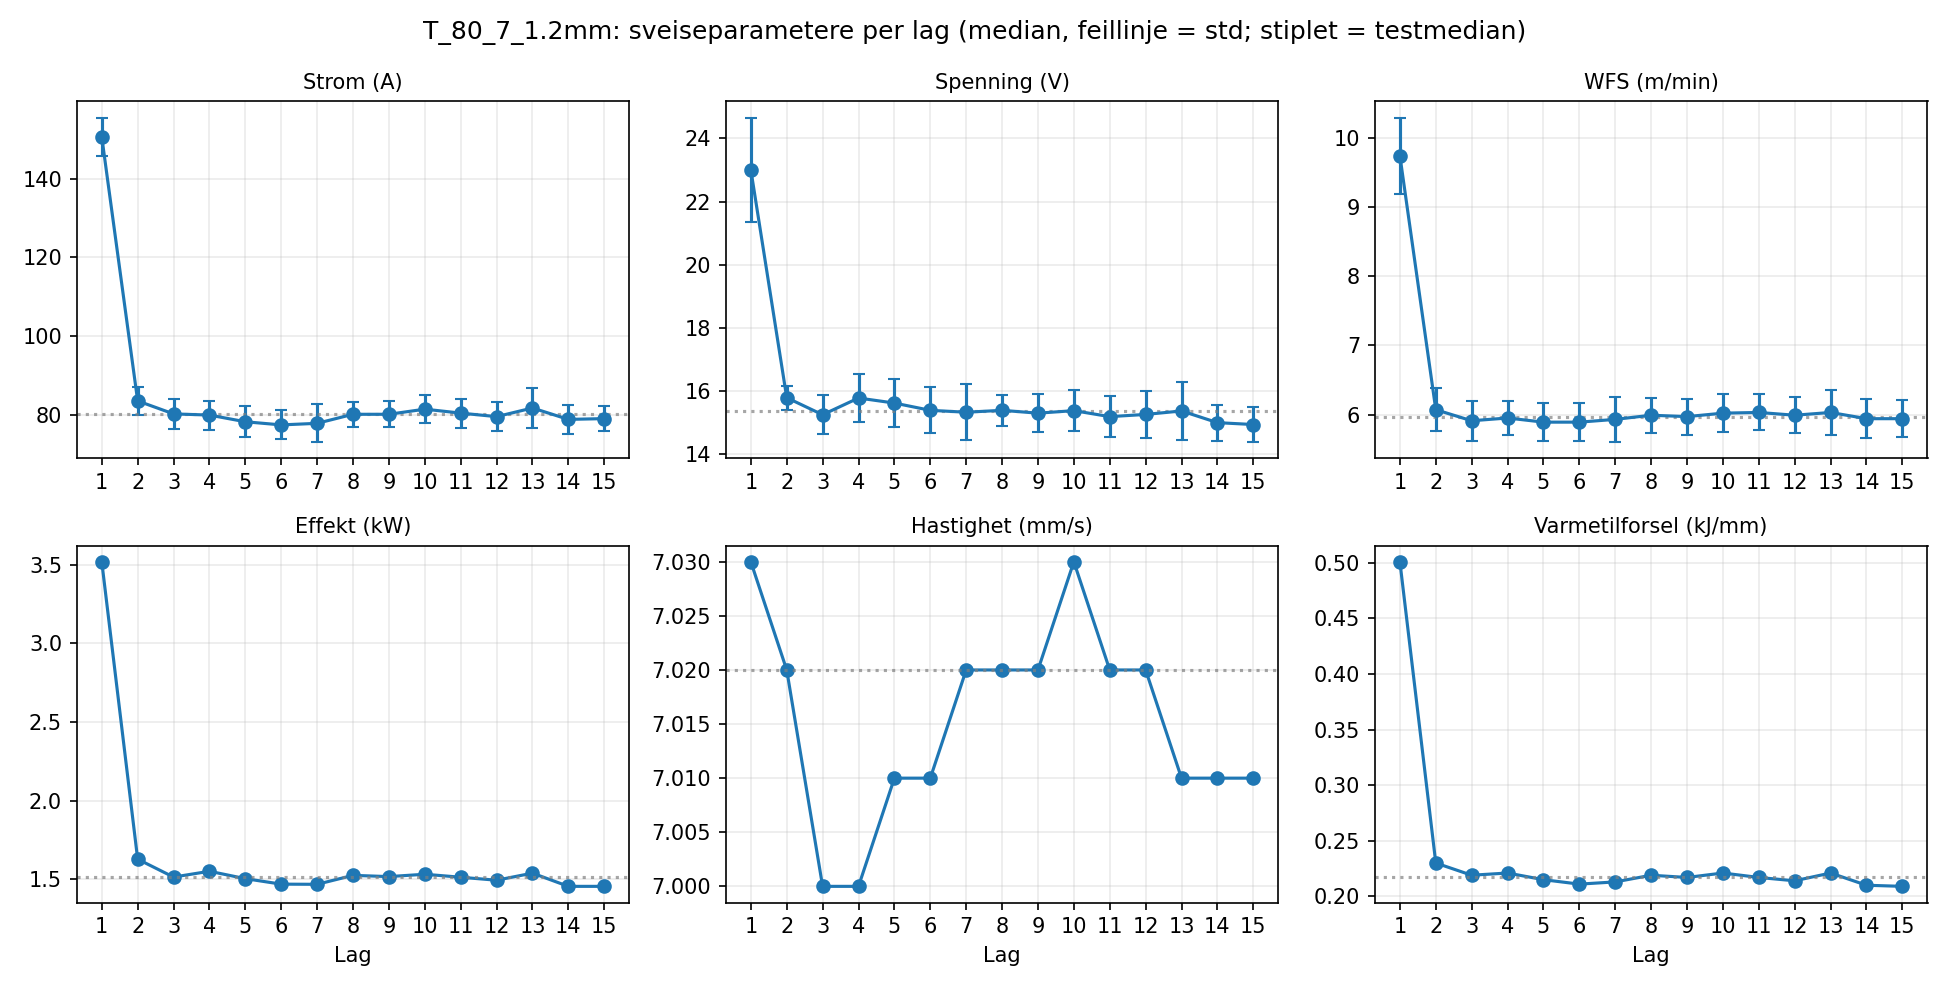 T_80_7_1.2mm: sveiseparametere per lag (median, feillinje = std; stiplet = testmedian)
Strom (A)
140
120
100
80
1 2 3 4 5 6 7 8 9 10 11 12 13 14 15
Spenning (V)
24
22
20
18
16
14
1 2 3 4 5 6 7 8 9 10 11 12 13 14 15
WFS (m/min)
10
9
8
7
6
1 2 3 4 5 6 7 8 9 10 11 12 13 14 15
Effekt (kW)
3.5
3.0
2.5
2.0
1.5
1 2 3 4 5 6 7 8 9 10 11 12 13 14 15
Lag
Hastighet (mm/s)
7.030
7.025
7.020
7.015
7.010
7.005
7.000
1 2 3 4 5 6 7 8 9 10 11 12 13 14 15
Lag
Varmetilforsel (kJ/mm)
0.50
0.45
0.40
0.35
0.30
0.25
0.20
1 2 3 4 5 6 7 8 9 10 11 12 13 14 15
Lag